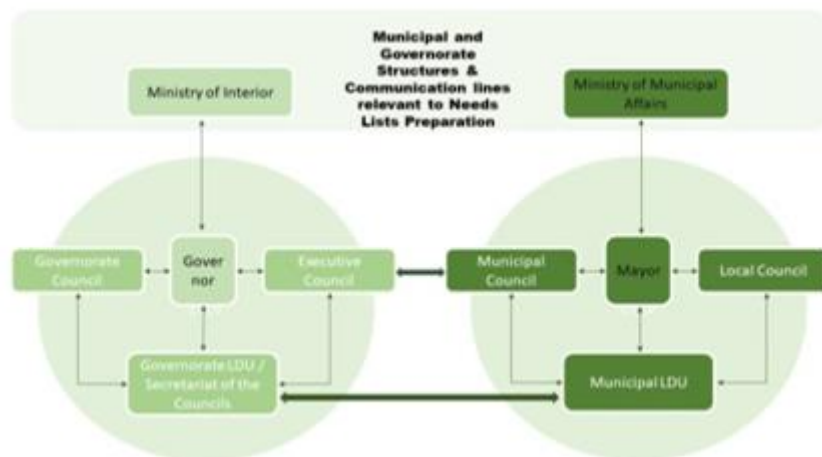 Municipal and
Governorate
Structures &
Communication lines
relevant to Needs
Lists Preparation
Ministry of Interior
Ministry of Municipal
Affairs
Governorate
Council
Gover
nor
Executive
Council
Municipal
Council
Mayor
Local Council
Governorate LDU /
Secretariat of the
Councils
Municipal LDU